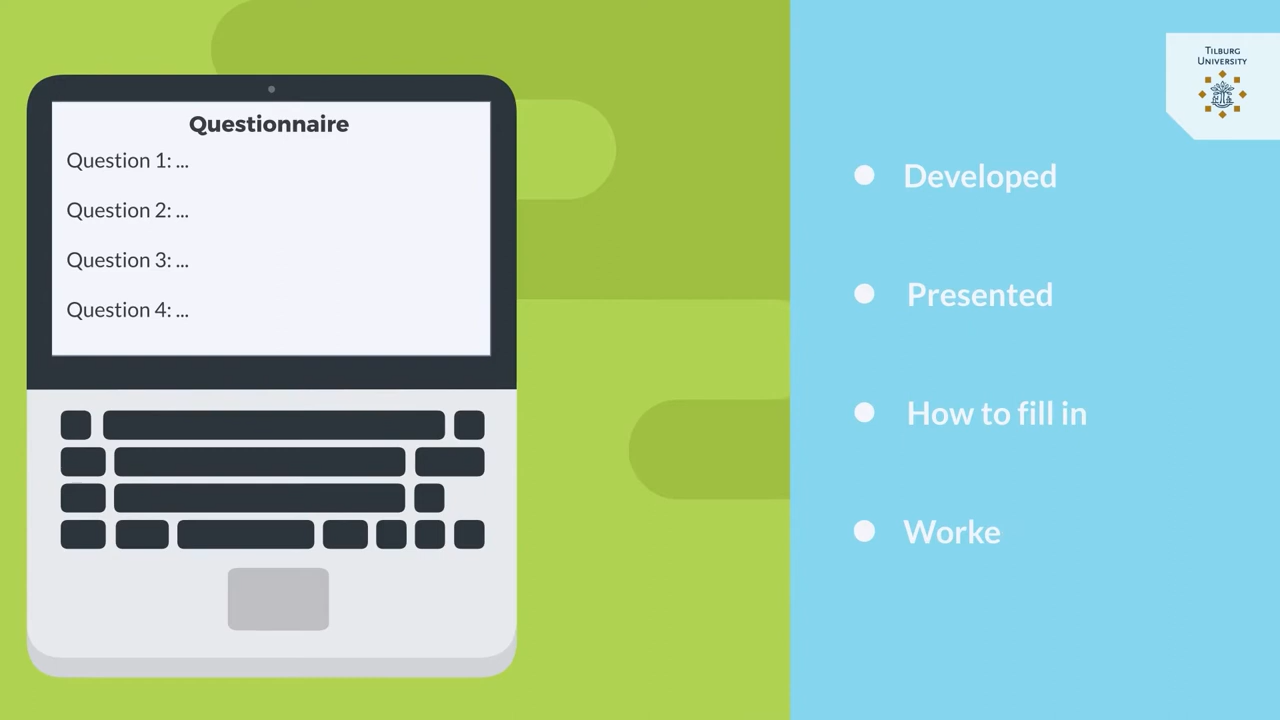 Questionnaire
Question 1: ...
Question 2: ...
Question 3: ...
Question 4: ...
TILBURG
UNIVERSITY
Developed
Presented
How to fill in
Worke